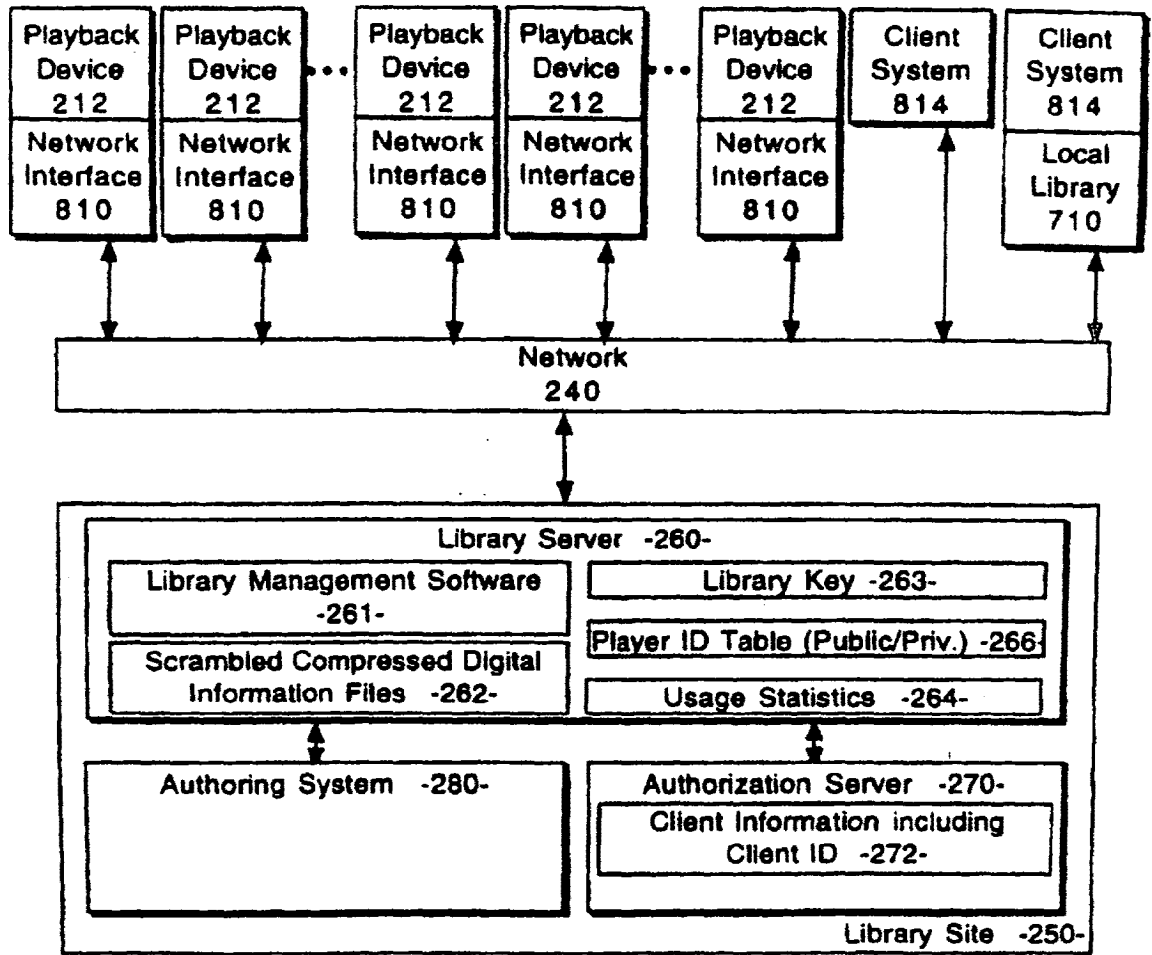 Playback
Device
212
Network
Interface
810
Playback
Device
212
Network
Interface
810
Playback
Device
212
Network
Interface
810
Playback
Device
212
Network
Interface
810
Playback
Device
212
Network
Interface
810
Client
System
814
Client
System
814
Local
Library
710
Network
240
Library Server -260-
Library Management Software
-261-
Scrambled Compressed Digital
Information Files -262-
Library Key -263-
Player ID Table (Public/Priv.) -266-
Usage Statistics -264-
Authoring System -280-
Authorization Server -270-
Client Information including
Client ID -272-
Library Site -250-